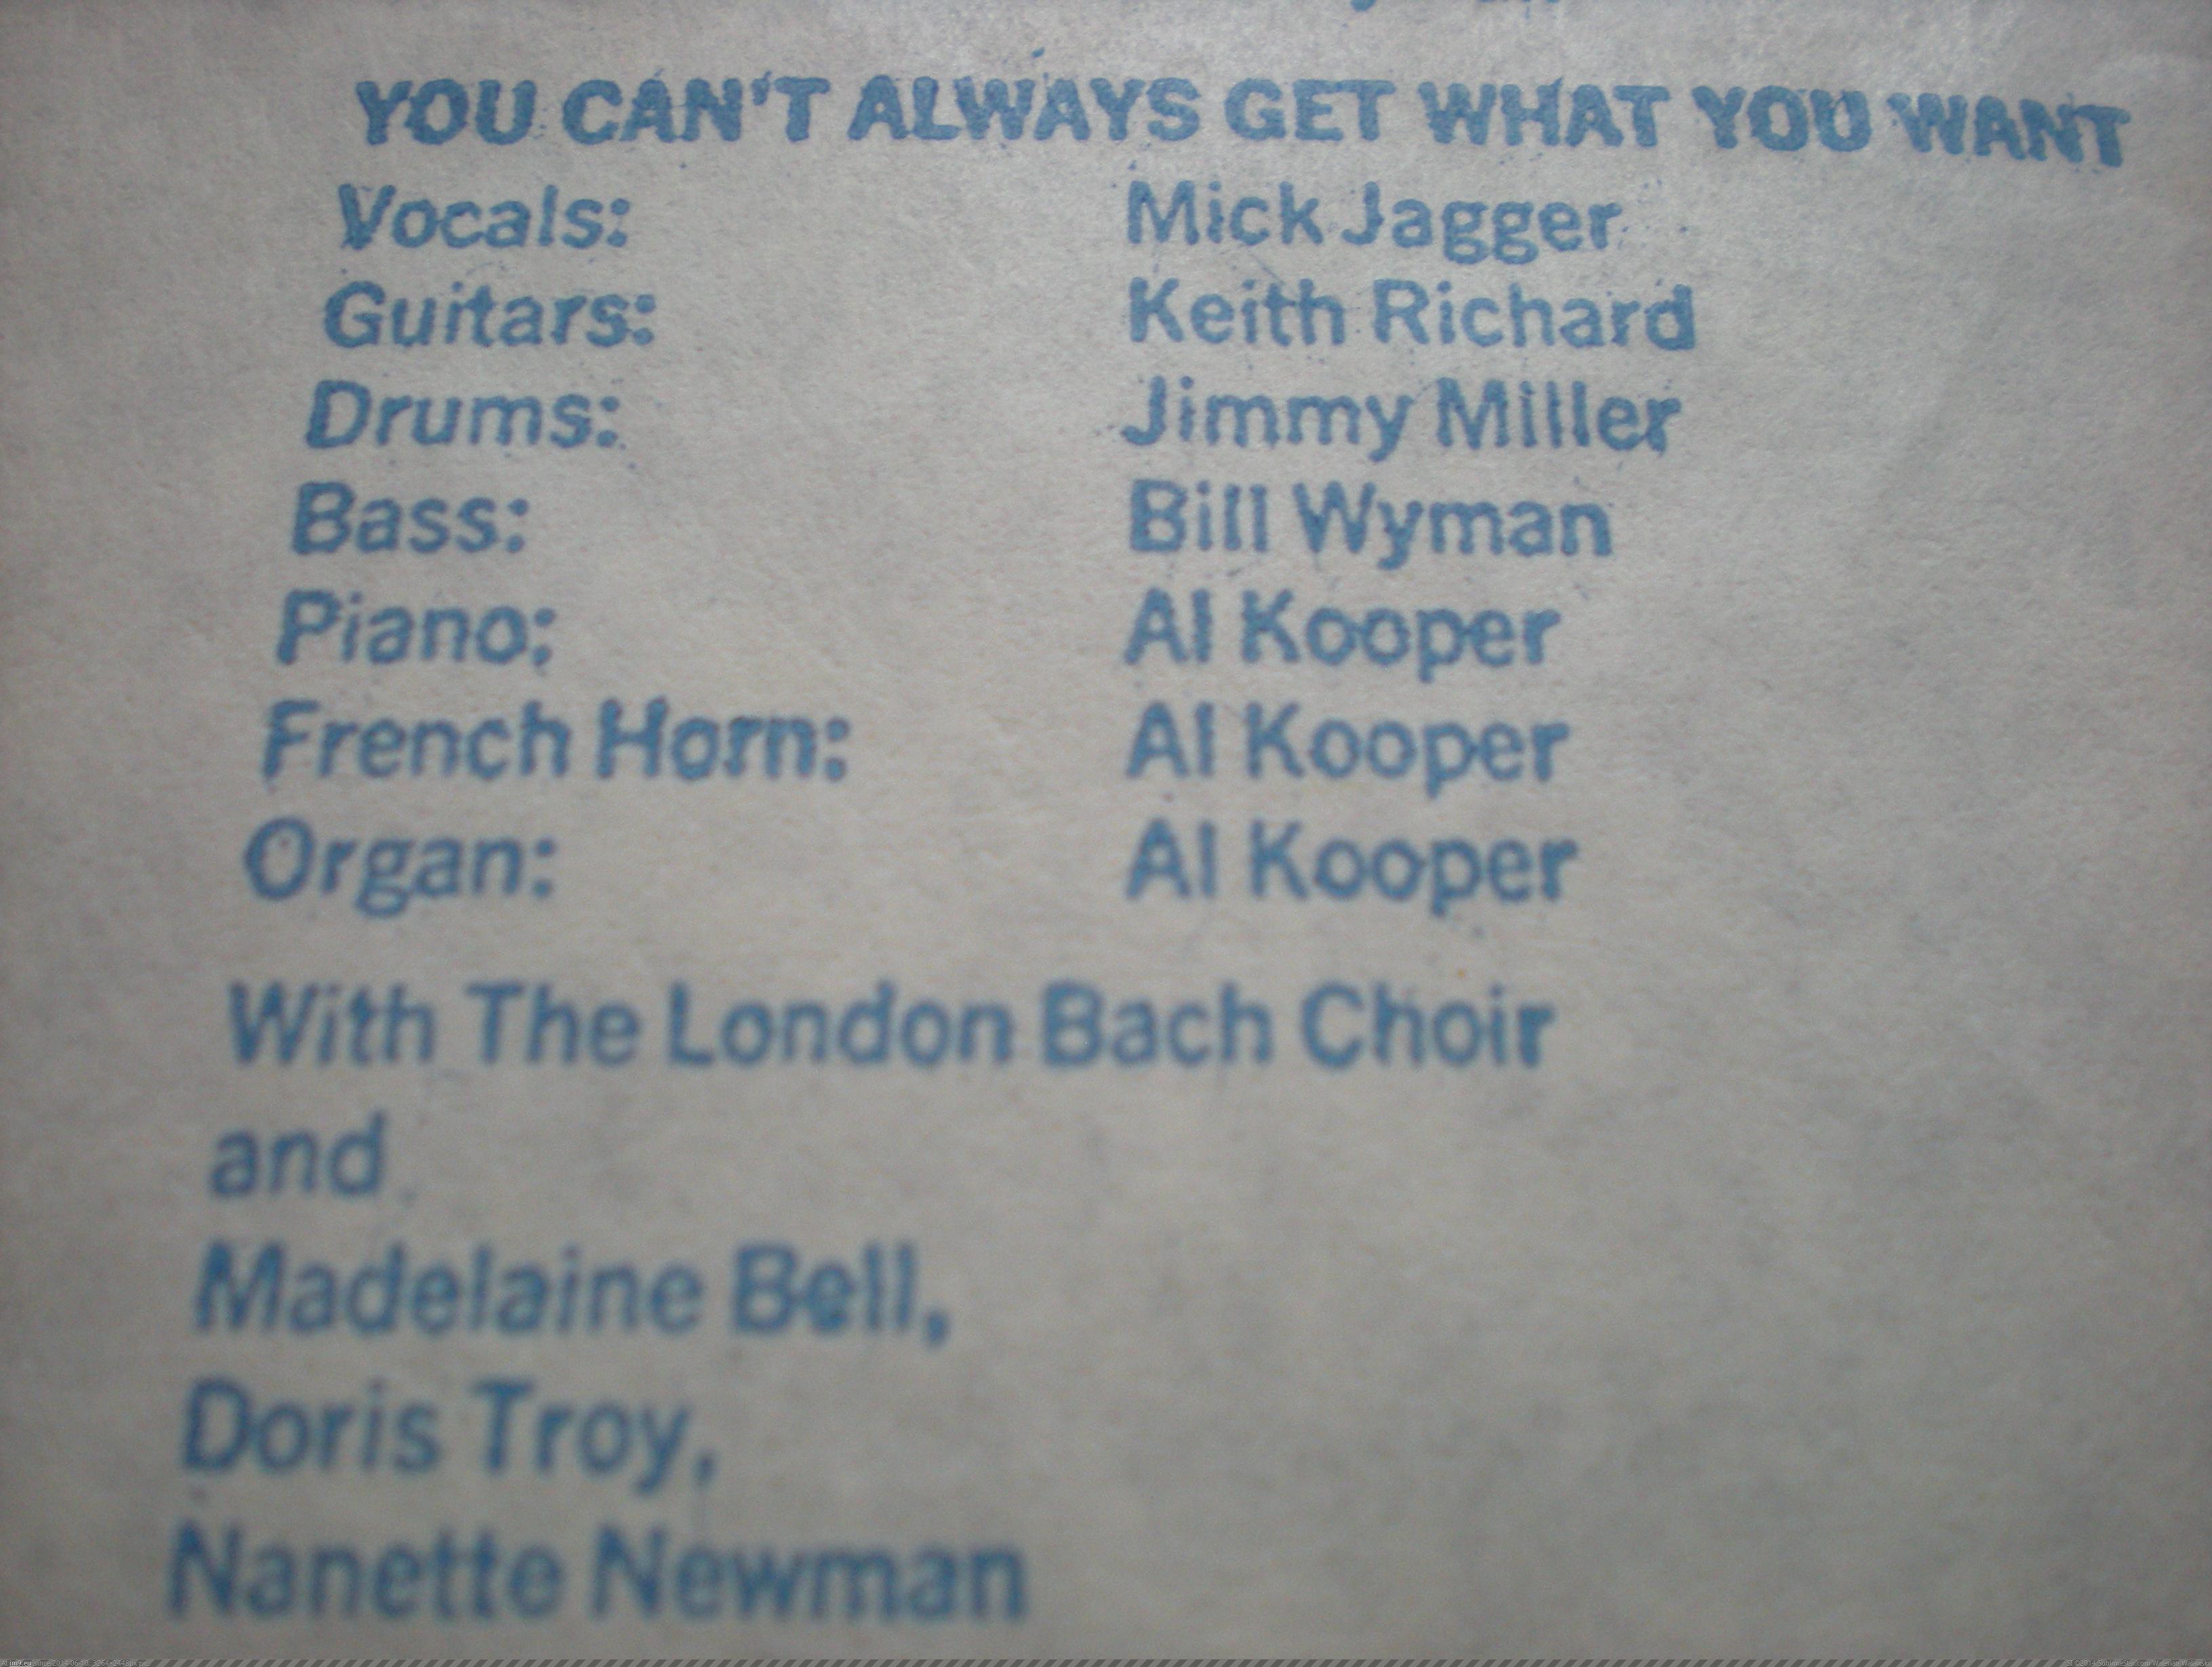 YOU CAN'T ALWAYS GET WHAT YOU WANT
Vocals: Mick Jagger
Guitars: Keith Richard
Drums: Jimmy Miller
Bass: Bill Wyman
Piano: Al Kooper
French Horn: Al Kooper
Organ: Al Kooper
With The London Bach Choir
and
Madelaine Bell,
Doris Troy,
Nanette Newman